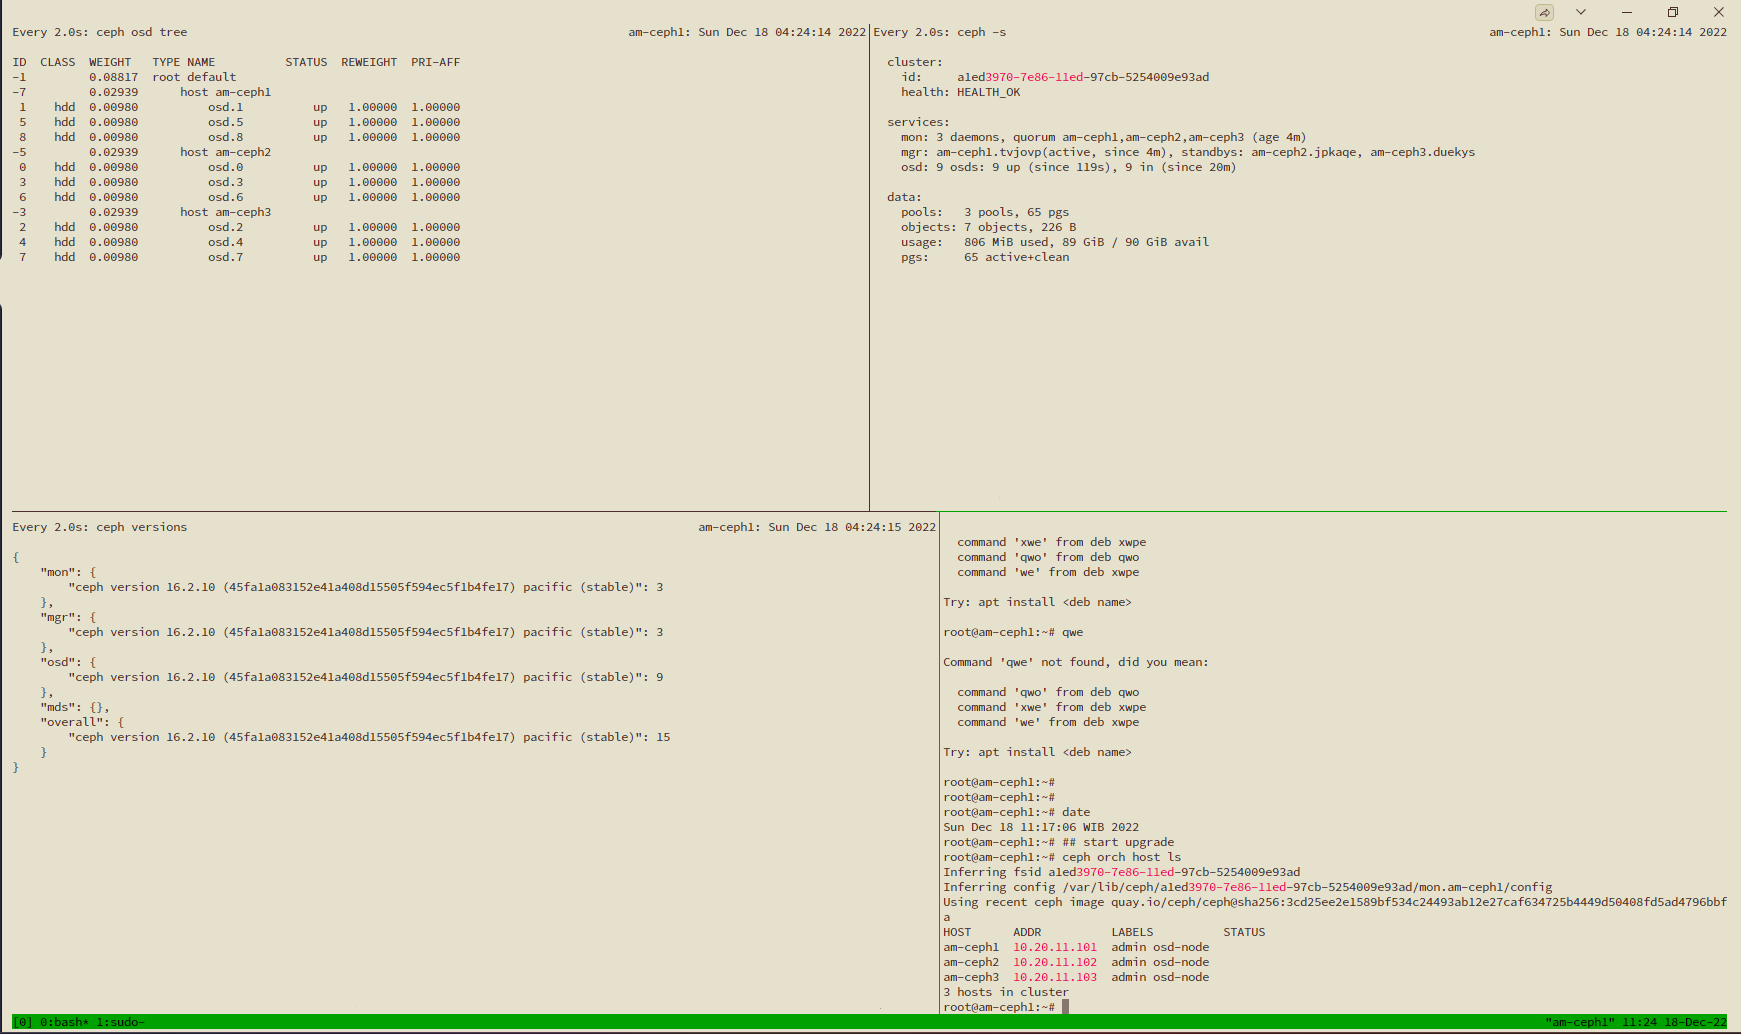 Every 2.0s: ceph osd tree                                                               am-ceph1: Sun Dec 18 04:24:14 2022

ID  CLASS  WEIGHT   TYPE NAME          STATUS  REWEIGHT  PRI-AFF
-1         0.08817  root default
-7         0.02939      host am-ceph1
 1    hdd  0.00980          osd.1          up   1.00000  1.00000
 5    hdd  0.00980          osd.5          up   1.00000  1.00000
 8    hdd  0.00980          osd.8          up   1.00000  1.00000
-5         0.02939      host am-ceph2
 0    hdd  0.00980          osd.0          up   1.00000  1.00000
 3    hdd  0.00980          osd.3          up   1.00000  1.00000
 6    hdd  0.00980          osd.6          up   1.00000  1.00000
-3         0.02939      host am-ceph3
 2    hdd  0.00980          osd.2          up   1.00000  1.00000
 4    hdd  0.00980          osd.4          up   1.00000  1.00000
 7    hdd  0.00980          osd.7          up   1.00000  1.00000

Every 2.0s: ceph -s                                                                     am-ceph1: Sun Dec 18 04:24:14 2022

  cluster:
    id:     a1ed3970-7e86-11ed-97cb-5254009e93ad
    health: HEALTH_OK

  services:
    mon: 3 daemons, quorum am-ceph1,am-ceph2,am-ceph3 (age 4m)
    mgr: am-ceph1.tvjovp(active, since 4m), standbys: am-ceph2.jpkaqe, am-ceph3.duekys
    osd: 9 osds: 9 up (since 119s), 9 in (since 20m)

  data:
    pools:   3 pools, 65 pgs
    objects: 7 objects, 226 B
    usage:   806 MiB used, 89 GiB / 90 GiB avail
    pgs:     65 active+clean

Every 2.0s: ceph versions                                                                         am-ceph1: Sun Dec 18 04:24:15 2022

{
    "mon": {
        "ceph version 16.2.10 (45fa1a083152e41a408d15505f594ec5f1b4fe17) pacific (stable)": 3
    },
    "mgr": {
        "ceph version 16.2.10 (45fa1a083152e41a408d15505f594ec5f1b4fe17) pacific (stable)": 3
    },
    "osd": {
        "ceph version 16.2.10 (45fa1a083152e41a408d15505f594ec5f1b4fe17) pacific (stable)": 9
    },
    "mds": {},
    "overall": {
        "ceph version 16.2.10 (45fa1a083152e41a408d15505f594ec5f1b4fe17) pacific (stable)": 15
    }
}

  command 'xwe' from deb xwpe
  command 'qwo' from deb qwo
  command 'we' from deb xwpe

Try: apt install <deb name>

root@am-ceph1:~# qwe

Command 'qwe' not found, did you mean:

  command 'qwo' from deb qwo
  command 'xwe' from deb xwpe
  command 'we' from deb xwpe

Try: apt install <deb name>

root@am-ceph1:~#
root@am-ceph1:~#
root@am-ceph1:~# date
Sun Dec 18 11:17:06 WIB 2022
root@am-ceph1:~# ## start upgrade
root@am-ceph1:~# ceph orch host ls
Inferring fsid a1ed3970-7e86-11ed-97cb-5254009e93ad
Inferring config /var/lib/ceph/a1ed3970-7e86-11ed-97cb-5254009e93ad/mon.am-ceph1/config
Using recent ceph image quay.io/ceph/ceph@sha256:3cd25ee2e1589bf534c24493ab12e27caf634725b4449d50408fd5ad4796bbf
a
HOST      ADDR          LABELS          STATUS
am-ceph1  10.20.11.101  admin osd-node
am-ceph2  10.20.11.102  admin osd-node
am-ceph3  10.20.11.103  admin osd-node
3 hosts in cluster
root@am-ceph1:~#
[0] 0:bash* 1:sudo-                                                    "am-ceph1" 11:24 18-Dec-22